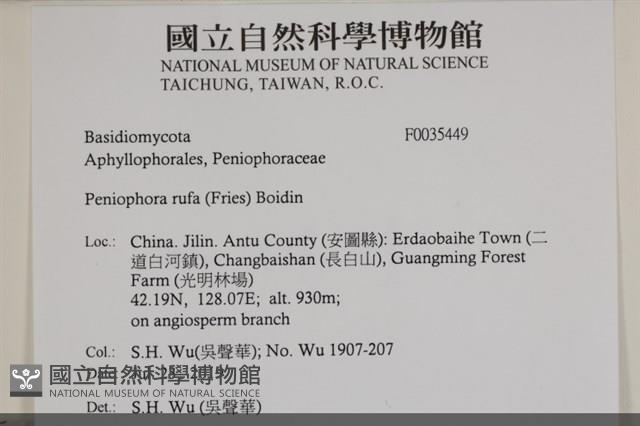 國立自然科學博物館
NATIONAL MUSEUM OF NATURAL SCIENCE
TAICHUNG, TAIWAN, R.O.C.
Basidiomycota F0035449
Aphyllophorales, Peniophoraceae
Peniophora rufa (Fries) Boidin
Loc.: China. Jilin. Antu County (安圖縣): Erdaobaihe Town (二
道白河鎮), Changbaishan (長白山), Guangming Forest
Farm (光明林場)
42.19N, 128.07E; alt. 930m;
on angiosperm branch
Col.: S.H. Wu(吳聲華); No. Wu 1907-207
國立自然科學博物館
NATIONAL MUSEUM OF NATURAL SCIENCE
Det.: S.H. Wu (吳聲華)